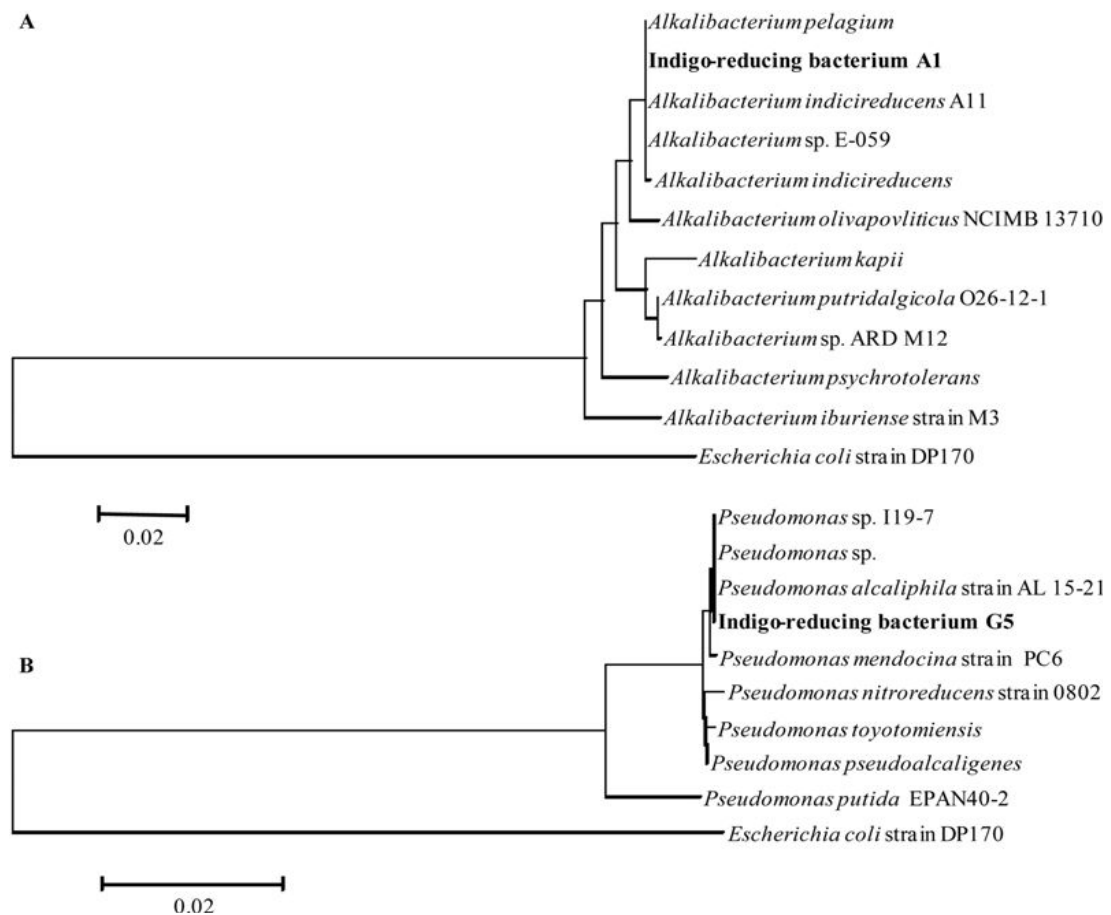 A
Alkalibacterium pelagium
Indigo-reducing bacterium A1
Alkalibacterium indicireducens A11
Alkalibacterium sp. E-059
Alkalibacterium indicireducens
Alkalibacterium olivapovliticus NCIMB 13710
Alkalibacterium kapii
Alkalibacterium putridalgicola O26-12-1
Alkalibacterium sp. ARD M12
Alkalibacterium psychrotolerans
Alkalibacterium iburiense strain M3
Escherichia coli strain DP170
0.02
Pseudomonas sp. I19-7
Pseudomonas sp.
Pseudomonas alcaliphila strain AL 15-21
Indigo-reducing bacterium G5
B
Pseudomonas mendocina strain PC6
Pseudomonas nitroreducens strain 0802
Pseudomonas toyotomiensis
Pseudomonas pseudoalcaligenes
Pseudomonas putida EPAN40-2
Escherichia coli strain DP170
0.02